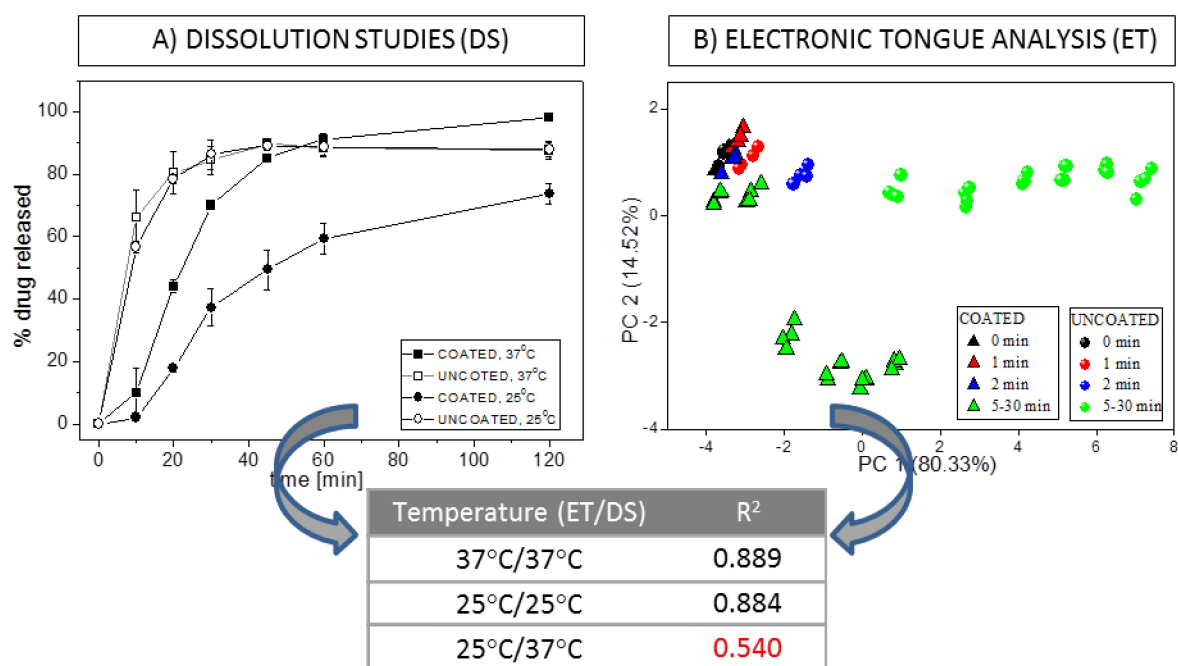 A) DISSOLUTION STUDIES (DS)
100
80
60
40
20
0
% drug released
0 20 40 60 80 100 120
time [min]
COATED, 37⁰C
UNCOTED, 37⁰C
COATED, 25⁰C
UNCOATED, 25⁰C
B) ELECTRONIC TONGUE ANALYSIS (ET)
2
0
-2
-4
PC 2 (14.52%)
-4 -2 0 2 4 6 8
PC 1 (80.33%)
COATED
0 min
1 min
2 min
5-30 min
UNCOATED
0 min
1 min
2 min
5-30 min
Temperature (ET/DS) R²
37°C/37°C 0.889
25°C/25°C 0.884
25°C/37°C 0.540